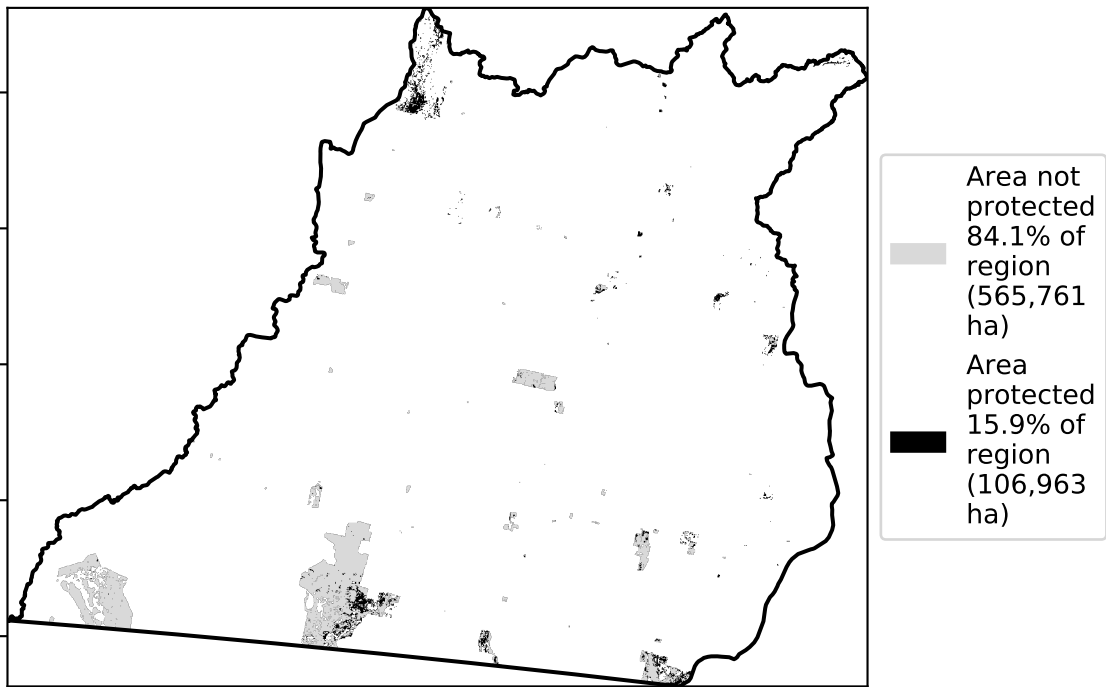 Area not
protected
84.1% of
region
(565,761
ha)
Area
protected
15.9% of
region
(106,963
ha)